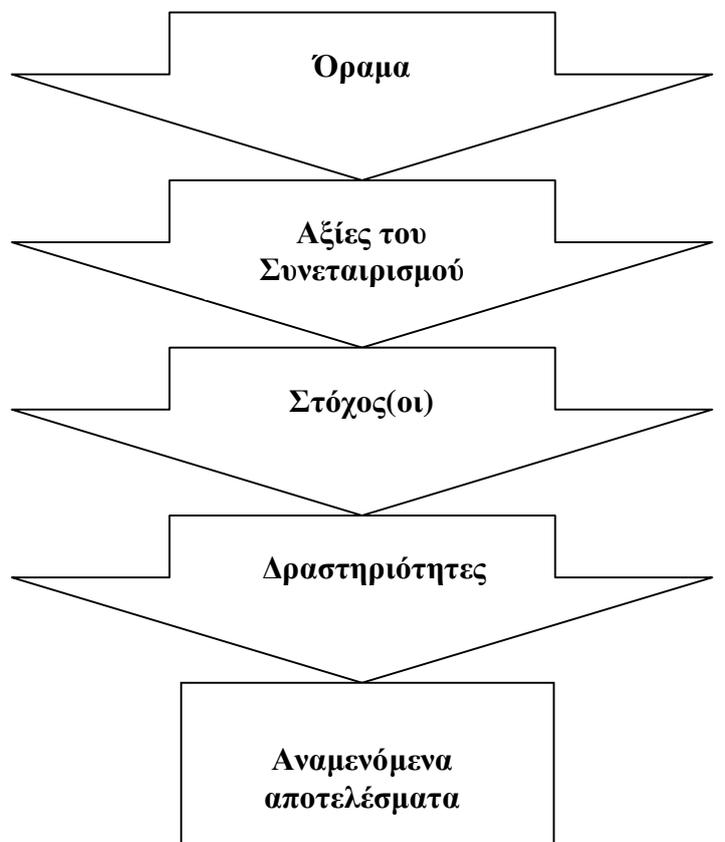 Όραμα
Αξίες του
Συνεταιρισμού
Στόχος(οι)
Δραστηριότητες
Αναμενόμενα
αποτελέσματα